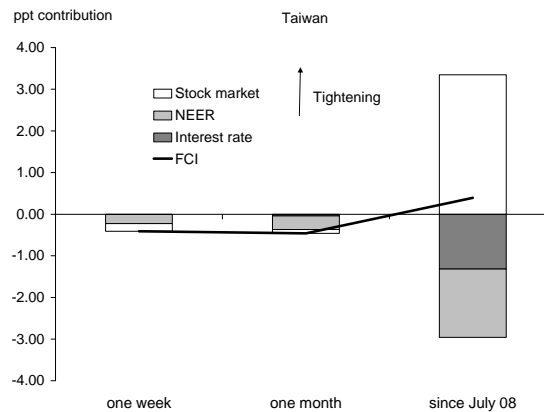 ppt contribution
Taiwan
4.00
3.00
2.00
1.00
0.00
-1.00
-2.00
-3.00
-4.00
Stock market
NEER
Interest rate
FCI
Tightening
one week
one month
since July 08